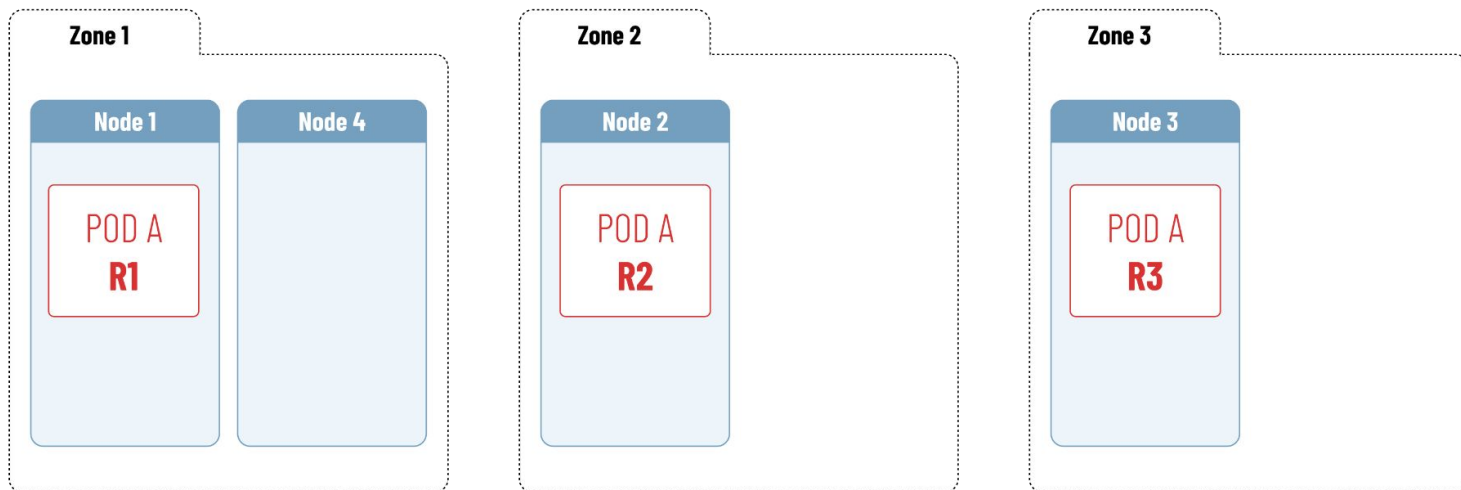 Zone 1
Node 1
Node 4
POD A
R1
Zone 2
Node 2
POD A
R2
Zone 3
Node 3
POD A
R3